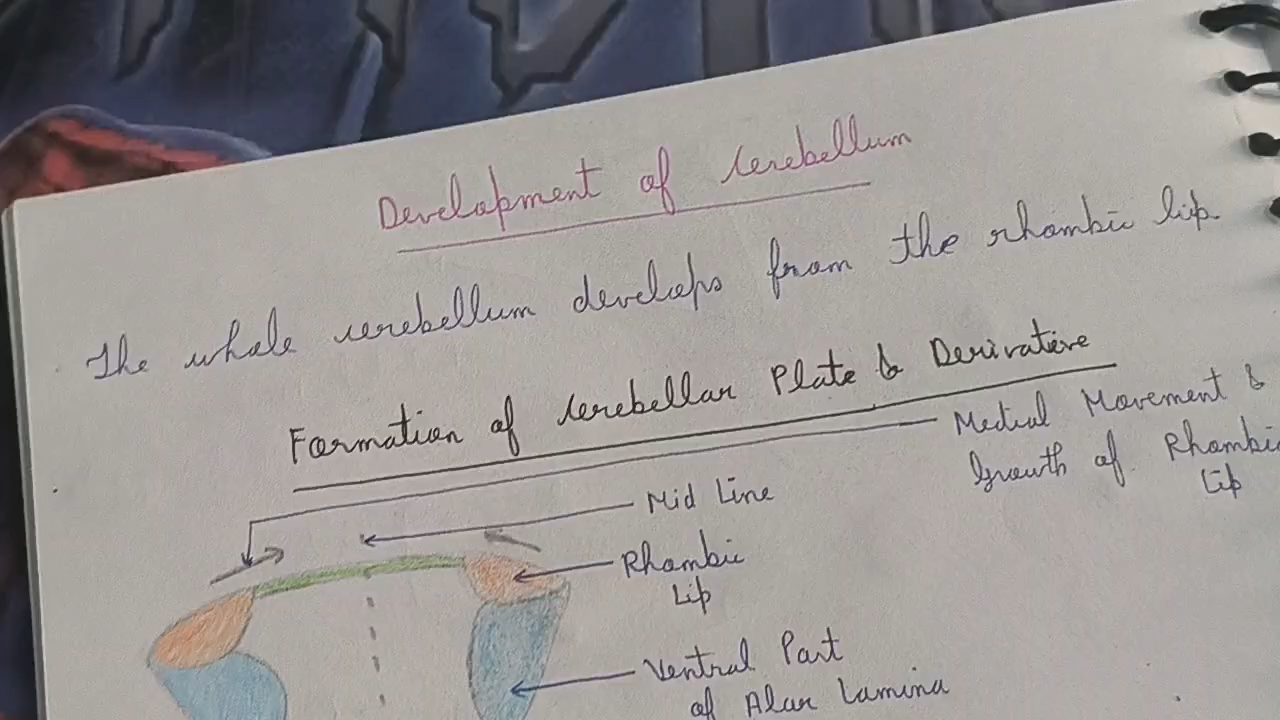 Development of Cerebellum
The whole cerebellum develops from the rhombic lip.
Formation of Cerebellar Plate & Derivative
Medial Movement &
Growth of Rhombic
Lip
Mid Line
Rhombic
Lip
Ventral Part
of Alar Lamina